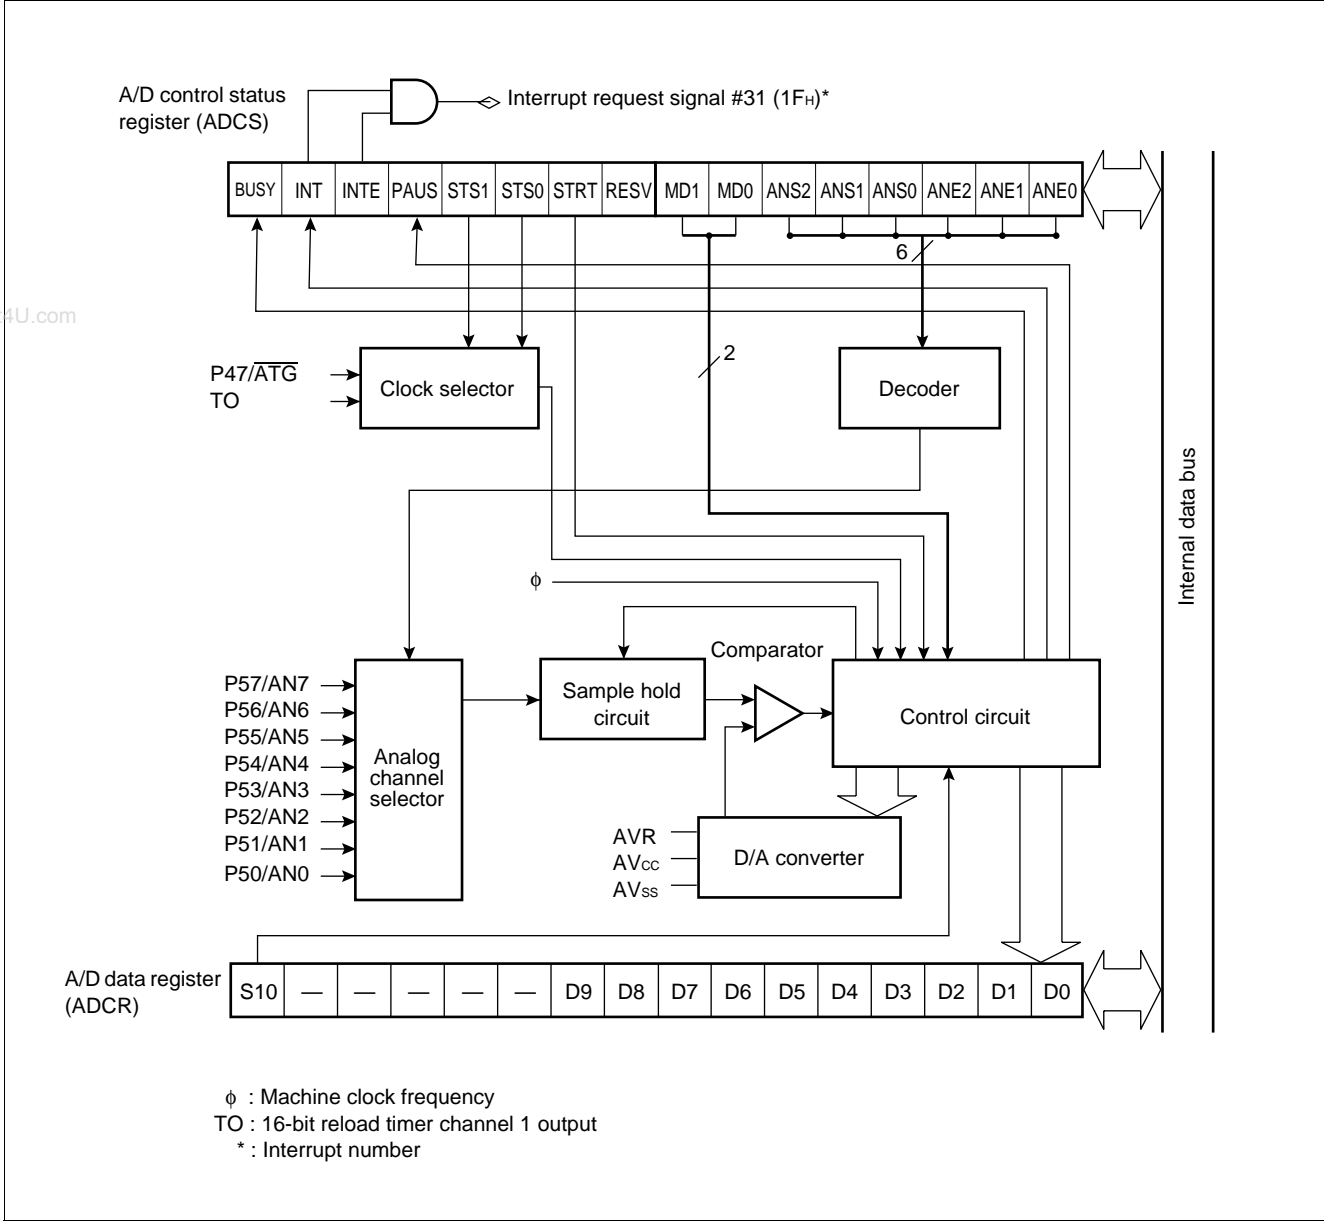 A/D control status
register (ADCS)
Interrupt request signal #31 (1FH)*
BUSY INT INTE PAUS STS1 STS0 STRT RESV MD1 MD0 ANS2 ANS1 ANS0 ANE2 ANE1 ANE0
6
4U.com
2
P47/ATG
TO
Clock selector
Decoder
Internal data bus
ϕ
Comparator
P57/AN7
P56/AN6
P55/AN5
P54/AN4
P53/AN3
P52/AN2
P51/AN1
P50/AN0
Analog
channel
selector
Sample hold
circuit
Control circuit
AVR
AVCC
AVSS
D/A converter
A/D data register
(ADCR)
S10 — — — — — D9 D8 D7 D6 D5 D4 D3 D2 D1 D0
ϕ : Machine clock frequency
TO : 16-bit reload timer channel 1 output
* : Interrupt number